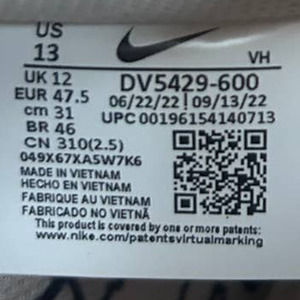 US
13
VH
UK 12
EUR 47.5
cm 31
BR 46
CN 310(2.5)
049X67XA5W7K6
DV5429-600
06/22/22 | 09/13/22
UPC 00196154140713
MADE IN VIETNAM
HECHO EN VIETNAM
FABRIQUE AU VIETNAM
FABRICADO NO VIETNÃ
This product is covered by one or more
www.nike.com/patentsvirtualmarking